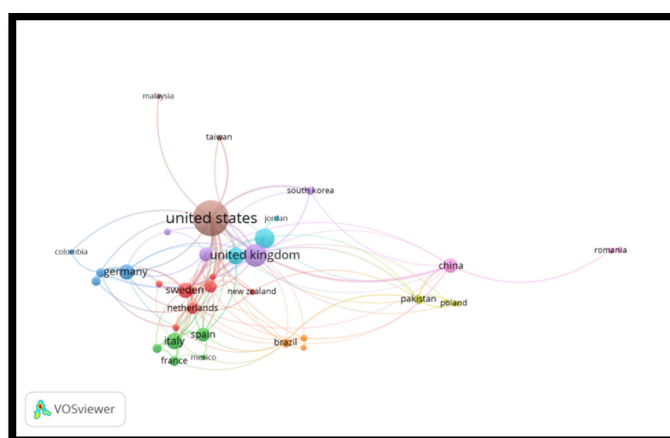 malaysia
taiwan
south korea
united states
jordan
colombia
united kingdom
romania
germany
china
sweden
new zealand
netherlands
pakistan
poland
spain
italy
brazil
france
mexico
VOSviewer